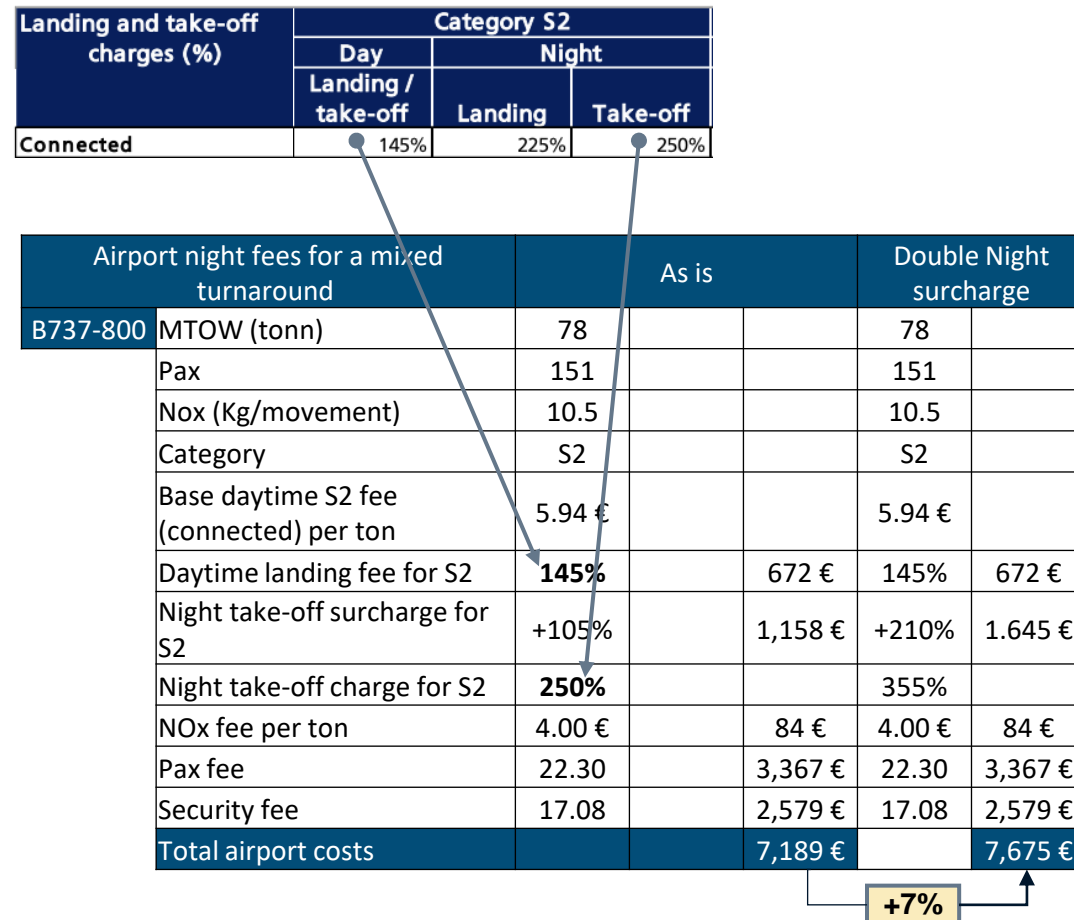 Landing and take-off charges (%)
Category S2
Day
Night
Landing / take-off
Landing
Take-off
Connected 145% 225% 250%
Airport night fees for a mixed turnaround
As is
Double Night surcharge
B737-800 MTOW (tonn) 78 78
Pax 151 151
Nox (Kg/movement) 10.5 10.5
Category S2 S2
Base daytime S2 fee (connected) per ton 5.94 € 5.94 €
Daytime landing fee for S2 145% 672 € 145% 672 €
Night take-off surcharge for S2 +105% 1,158 € +210% 1.645 €
Night take-off charge for S2 250% 355%
NOx fee per ton 4.00 € 84 € 4.00 € 84 €
Pax fee 22.30 3,367 € 22.30 3,367 €
Security fee 17.08 2,579 € 17.08 2,579 €
Total airport costs 7,189 € 7,675 €
+7%